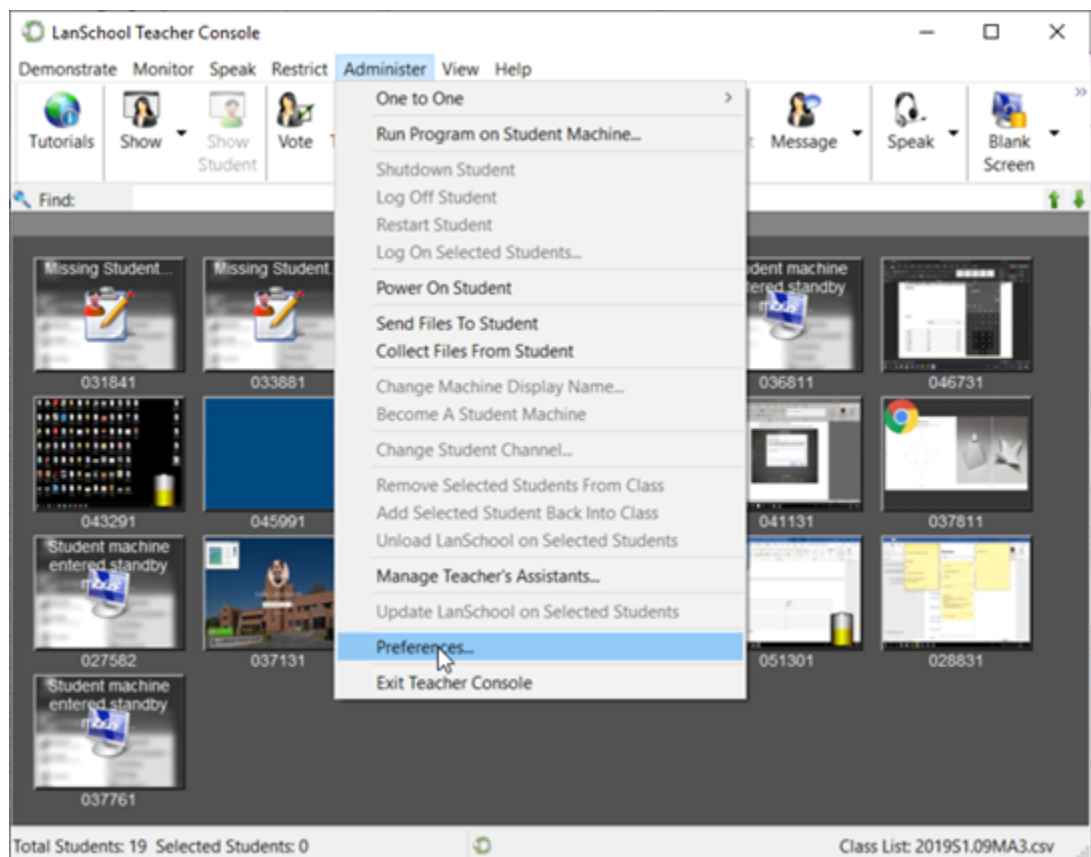 LanSchool Teacher Console
Demonstrate Monitor Speak Restrict Administer View Help
Tutorials
Show
Show Student
Vote
Message
Speak
Blank Screen
Find:
One to One
Run Program on Student Machine...
Shutdown Student
Log Off Student
Restart Student
Log On Selected Students...
Power On Student
Send Files To Student
Collect Files From Student
Change Machine Display Name...
Become A Student Machine
Change Student Channel...
Remove Selected Students From Class
Add Selected Student Back Into Class
Unload LanSchool on Selected Students
Manage Teacher's Assistants...
Update LanSchool on Selected Students
Preferences...
Exit Teacher Console
Missing Student...
031841
Missing Student
033881
machine
standby
036811
046731
043291
045991
041131
037811
Student machine
entered standby
027582
037131
051301
028831
Student machine
entered standby
037761
Total Students: 19 Selected Students: 0
Class List: 2019S1.09MA3.csv